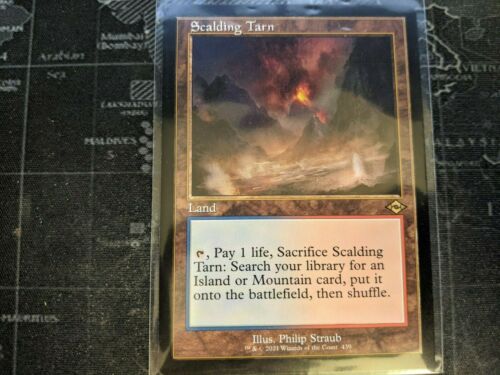 Scalding Tarn
Mumbai
(Bombay)
Arabian
Sea
LAKSHADWEEP
MALDIVES
MAURITIUS
Land
, Pay 1 life, Sacrifice Scalding
Tarn: Search your library for an
Island or Mountain card, put it
onto the battlefield, then shuffle.
Illus. Philip Straub
™ & © 2021 Wizards of the Coast 439